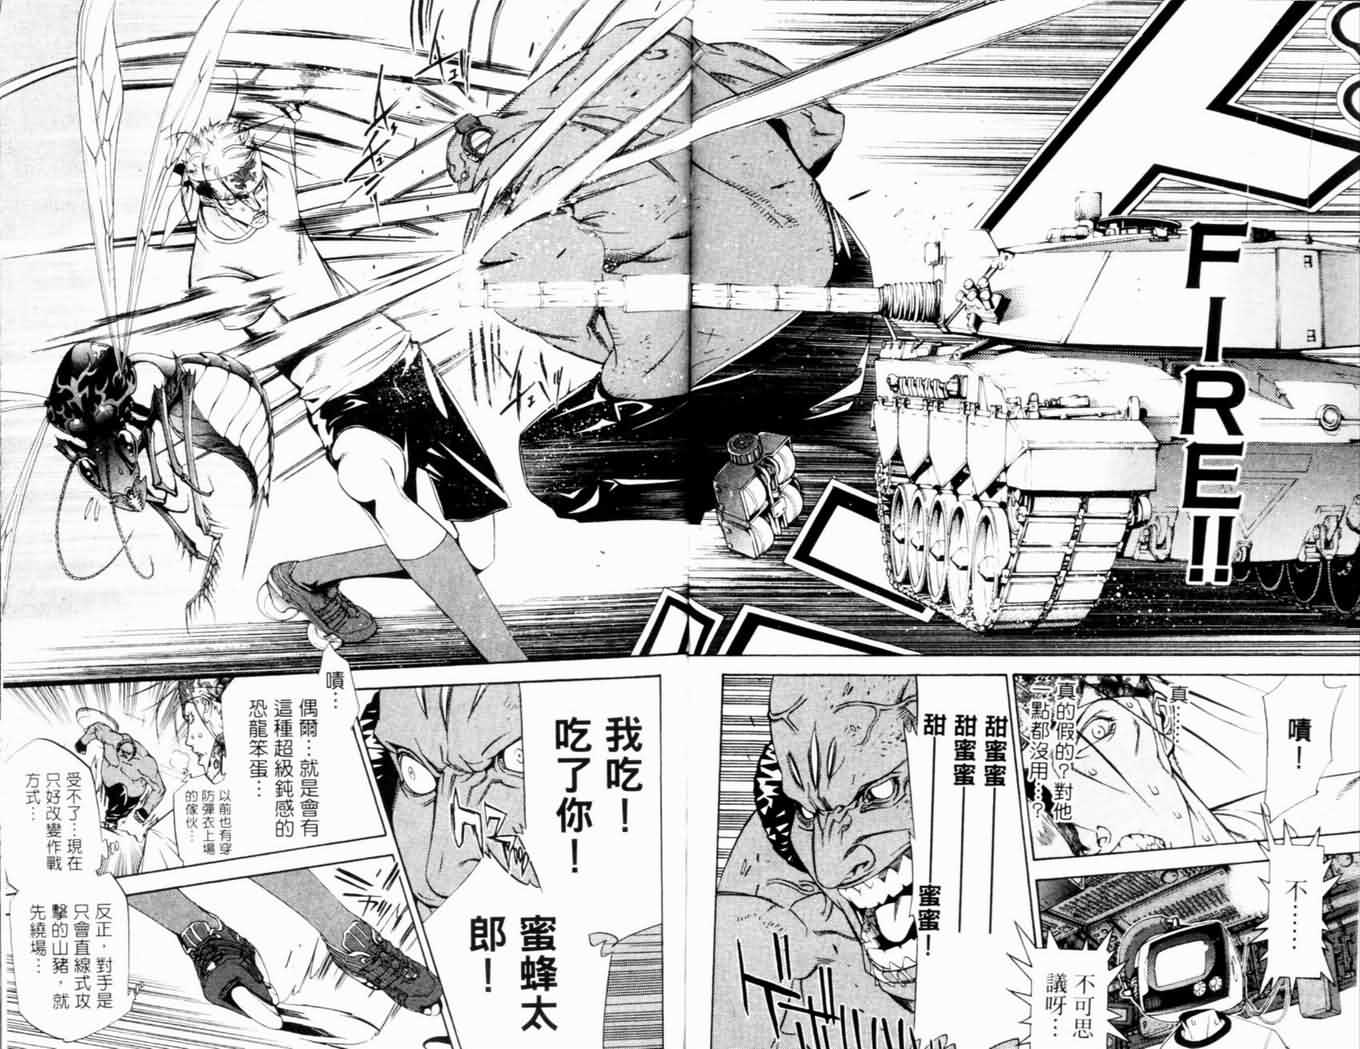 FIRE!!
嘖！
真……
真的假的？對他
一點都沒用…？
不……
不可思
議呀…
甜蜜蜜
甜蜜蜜
甜
蜜蜜！
我吃！
吃了你！
蜜蜂太
郎！
嘖…
偶爾…就是會有
這種超級鈍感的
恐龍笨蛋…
以前也有穿
防彈衣上場
的傢伙…
受不了…現在
只好改變作戰
方式…
反正，對手是
只會直線式攻
擊的山豬，就
先繞場…